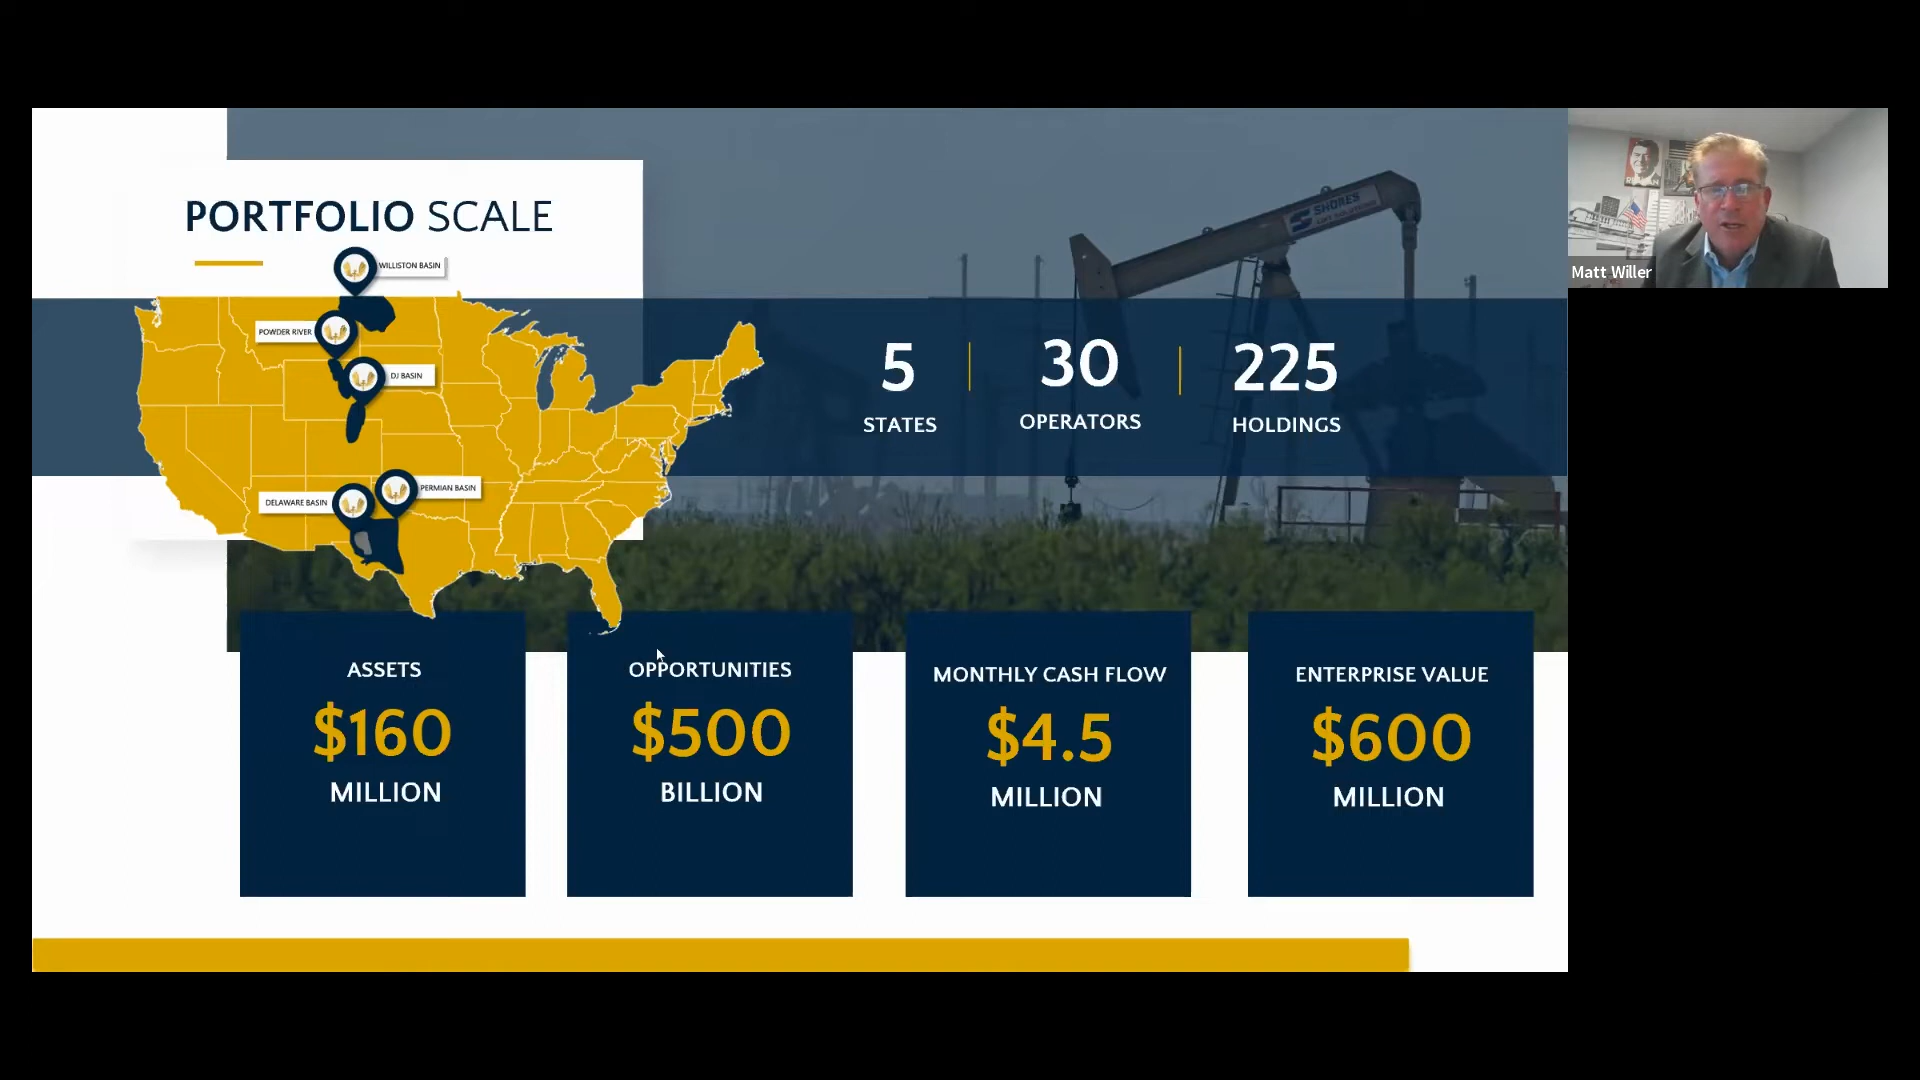 PORTFOLIO SCALE
WILLISTON BASIN
POWDER RIVER
DJ BASIN
DELAWARE BASIN
PERMIAN BASIN
SHORES
5
STATES
30
OPERATORS
225
HOLDINGS
ASSETS
$160
MILLION
OPPORTUNITIES
$500
BILLION
MONTHLY CASH FLOW
$4.5
MILLION
ENTERPRISE VALUE
$600
MILLION
Matt Willer